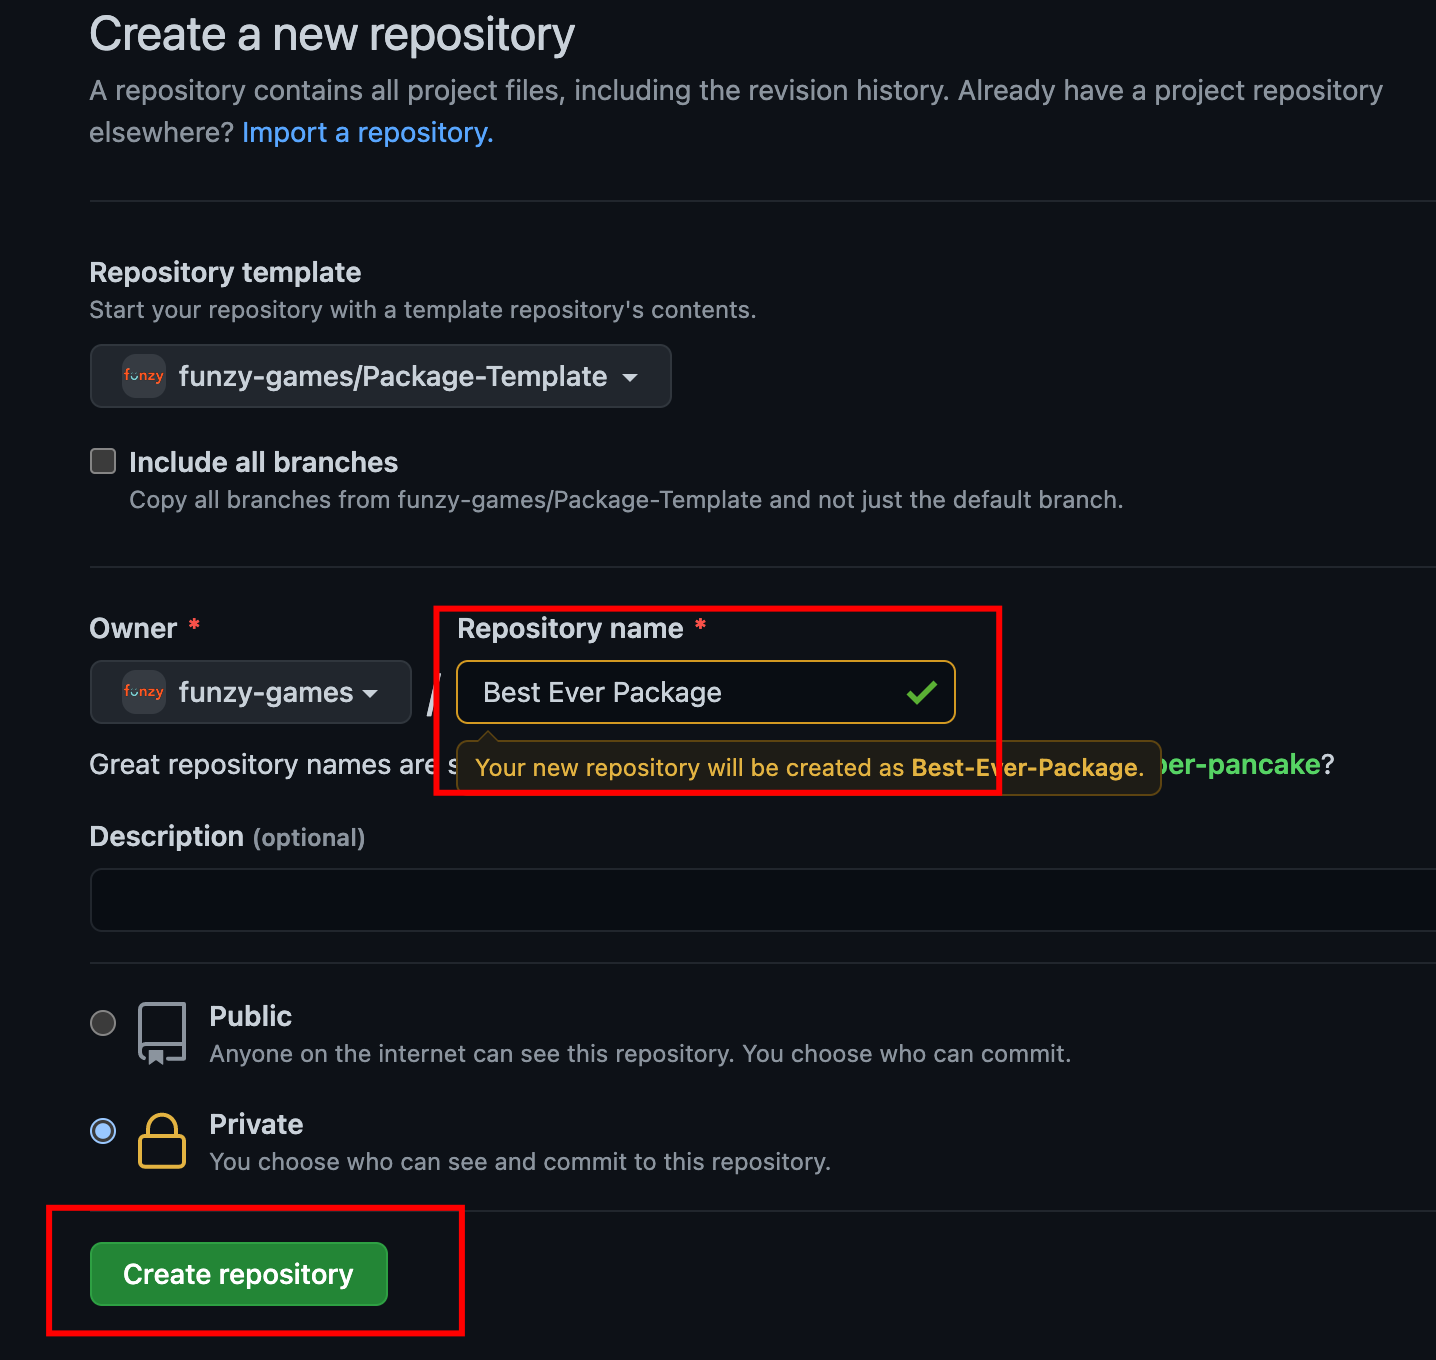 Create a new repository
A repository contains all project files, including the revision history. Already have a project repository
elsewhere? Import a repository.
Repository template
Start your repository with a template repository's contents.
funzy funzy-games/Package-Template
Include all branches
Copy all branches from funzy-games/Package-Template and not just the default branch.
Owner * Repository name *
funzy funzy-games / Best Ever Package
Great repository names are
Your new repository will be created as Best-Ever-Package.
per-pancake?
Description (optional)
Public
Anyone on the internet can see this repository. You choose who can commit.
Private
You choose who can see and commit to this repository.
Create repository